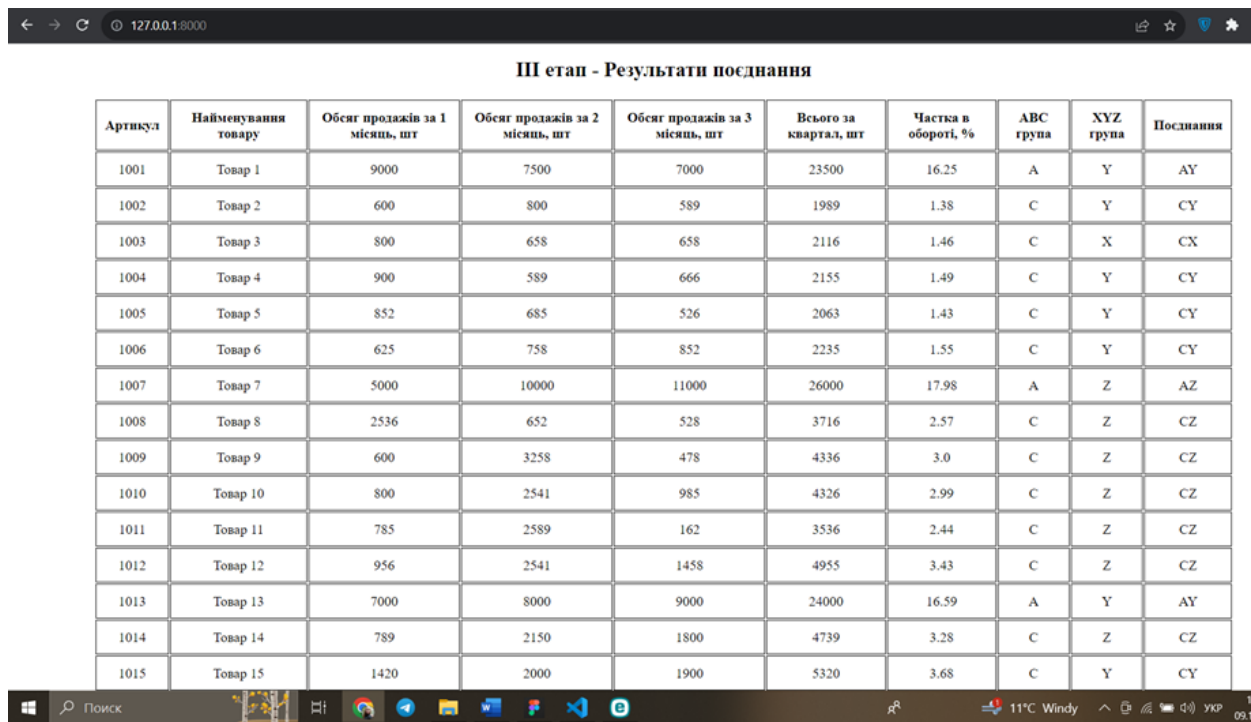 127.0.0.1:8000
III етап - Результати поєднання
Артикул Найменування товару Обсяг продажів за 1 місяць, шт Обсяг продажів за 2 місяць, шт Обсяг продажів за 3 місяць, шт Всього за квартал, шт Частка в обороті, % ABC група XYZ група Поєднання
1001 Товар 1 9000 7500 7000 23500 16.25 A Y AY
1002 Товар 2 600 800 589 1989 1.38 C Y CY
1003 Товар 3 800 658 658 2116 1.46 C X CX
1004 Товар 4 900 589 666 2155 1.49 C Y CY
1005 Товар 5 852 685 526 2063 1.43 C Y CY
1006 Товар 6 625 758 852 2235 1.55 C Y CY
1007 Товар 7 5000 10000 11000 26000 17.98 A Z AZ
1008 Товар 8 2536 652 528 3716 2.57 C Z CZ
1009 Товар 9 600 3258 478 4336 3.0 C Z CZ
1010 Товар 10 800 2541 985 4326 2.99 C Z CZ
1011 Товар 11 785 2589 162 3536 2.44 C Z CZ
1012 Товар 12 956 2541 1458 4955 3.43 C Z CZ
1013 Товар 13 7000 8000 9000 24000 16.59 A Y AY
1014 Товар 14 789 2150 1800 4739 3.28 C Z CZ
1015 Товар 15 1420 2000 1900 5320 3.68 C Y CY
Поиск 11°C Windy УКР